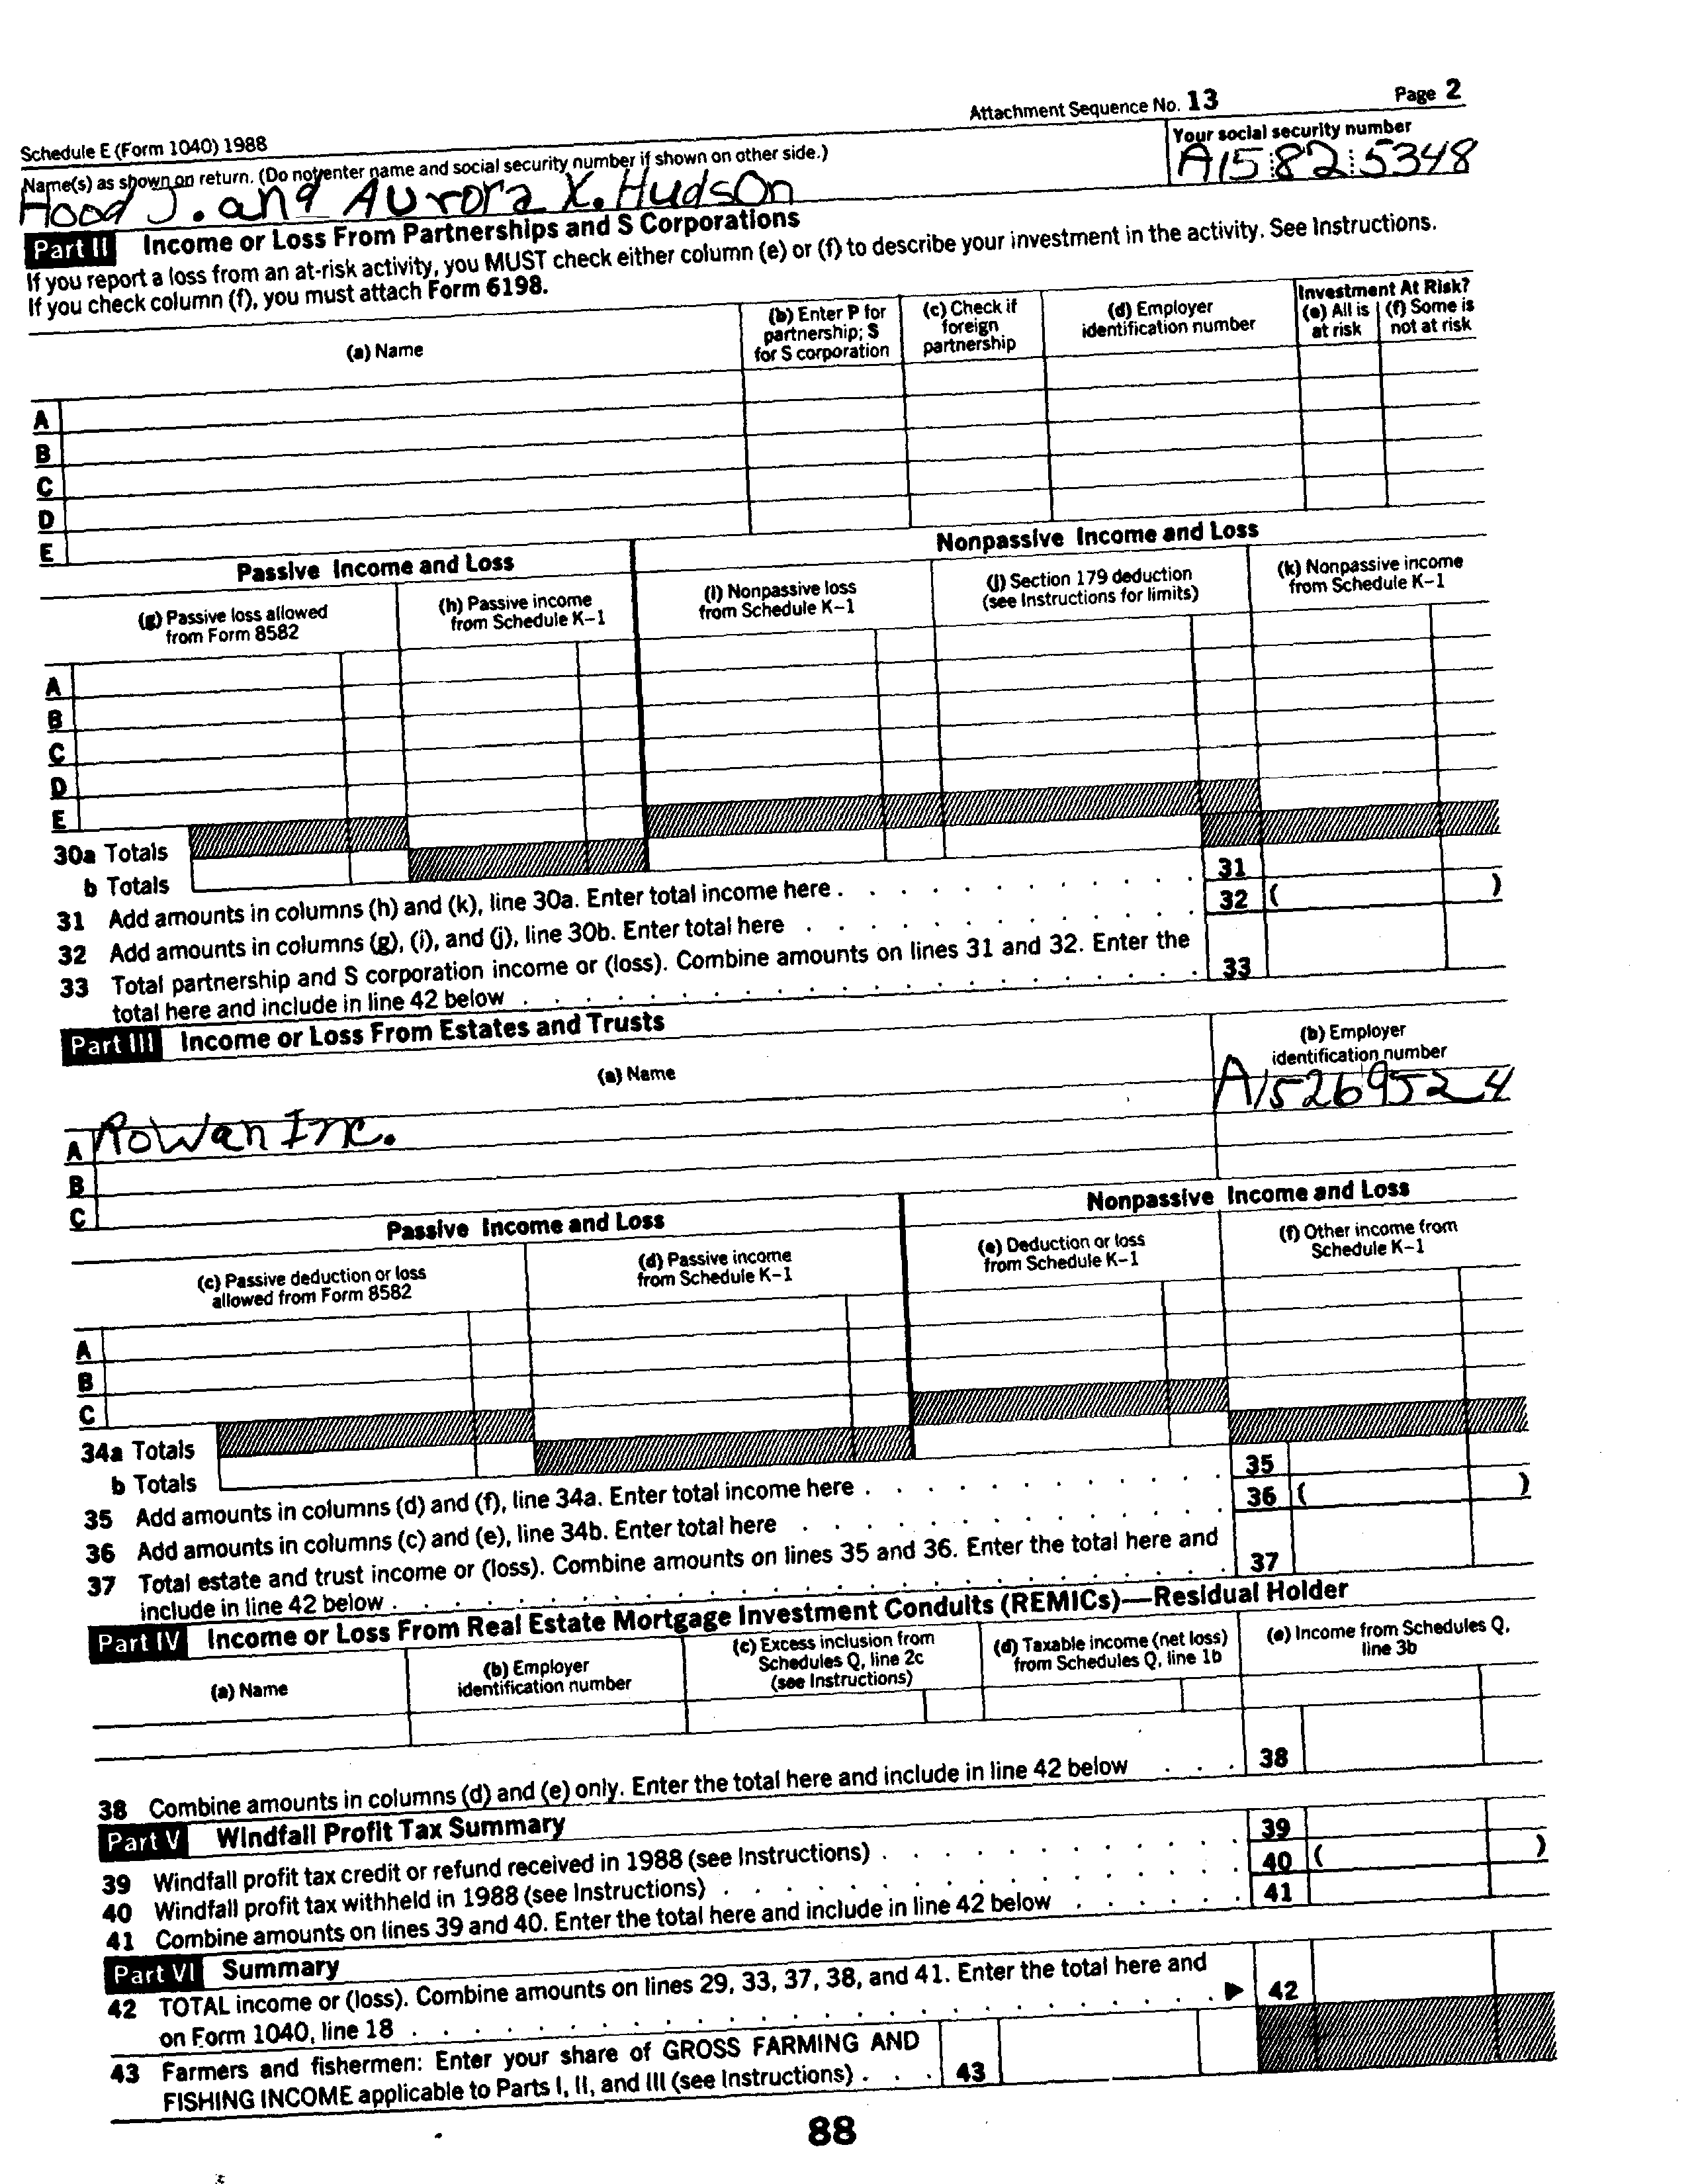 Attachment Sequence No. 13 Page 2
Schedule E (Form 1040) 1988
Name(s) as shown on return. (Do not enter name and social security number if shown on other side.)
Your social security number
Hood J. and Aurora X. Hudson
A15 82 5348
Part II Income or Loss From Partnerships and S Corporations
If you report a loss from an at-risk activity, you MUST check either column (e) or (f) to describe your investment in the activity. See Instructions.
If you check column (f), you must attach Form 6198.
(a) Name
(b) Enter P for
partnership; S
for S corporation
(c) Check if
foreign
partnership
(d) Employer
identification number
Investment At Risk?
(e) All is
at risk
(f) Some is
not at risk
A
B
C
D
E
Passive Income and Loss
Nonpassive Income and Loss
(g) Passive loss allowed
from Form 8582
(h) Passive income
from Schedule K–1
(i) Nonpassive loss
from Schedule K–1
(j) Section 179 deduction
(see Instructions for limits)
(k) Nonpassive income
from Schedule K–1
A
B
C
D
E
30a Totals
b Totals
31 Add amounts in columns (h) and (k), line 30a. Enter total income here . . . . . . . . . . . 31
32 Add amounts in columns (g), (i), and (j), line 30b. Enter total here . . . . . . . . . . . . 32 ( )
33 Total partnership and S corporation income or (loss). Combine amounts on lines 31 and 32. Enter the
total here and include in line 42 below . . . . . . . . . . . . . . . . . . . . . . 33
Part III Income or Loss From Estates and Trusts
(a) Name
(b) Employer
identification number
A Rowan Inc. A15269524
B
C
Passive Income and Loss
Nonpassive Income and Loss
(c) Passive deduction or loss
allowed from Form 8582
(d) Passive income
from Schedule K–1
(e) Deduction or loss
from Schedule K–1
(f) Other income from
Schedule K–1
A
B
C
34a Totals
b Totals
35 Add amounts in columns (d) and (f), line 34a. Enter total income here . . . . . . . . . . . 35
36 Add amounts in columns (c) and (e), line 34b. Enter total here . . . . . . . . . . . . . 36 ( )
37 Total estate and trust income or (loss). Combine amounts on lines 35 and 36. Enter the total here and
include in line 42 below . . . . . . . . . . . . . . . . . . . . . . . . . . 37
Part IV Income or Loss From Real Estate Mortgage Investment Conduits (REMICs)—Residual Holder
(a) Name
(b) Employer
identification number
(c) Excess inclusion from
Schedules Q, line 2c
(see Instructions)
(d) Taxable income (net loss)
from Schedules Q, line 1b
(e) Income from Schedules Q,
line 3b
38 Combine amounts in columns (d) and (e) only. Enter the total here and include in line 42 below . . . 38
Part V Windfall Profit Tax Summary
39 Windfall profit tax credit or refund received in 1988 (see Instructions) . . . . . . . . . . . 39
40 Windfall profit tax withheld in 1988 (see Instructions) . . . . . . . . . . . . . . . . 40 ( )
41 Combine amounts on lines 39 and 40. Enter the total here and include in line 42 below . . . . . . 41
Part VI Summary
42 TOTAL income or (loss). Combine amounts on lines 29, 33, 37, 38, and 41. Enter the total here and
on Form 1040, line 18 . . . . . . . . . . . . . . . . . . . . . . . . . ▶ 42
43 Farmers and fishermen: Enter your share of GROSS FARMING AND
FISHING INCOME applicable to Parts I, II, and III (see Instructions) . . . 43
88